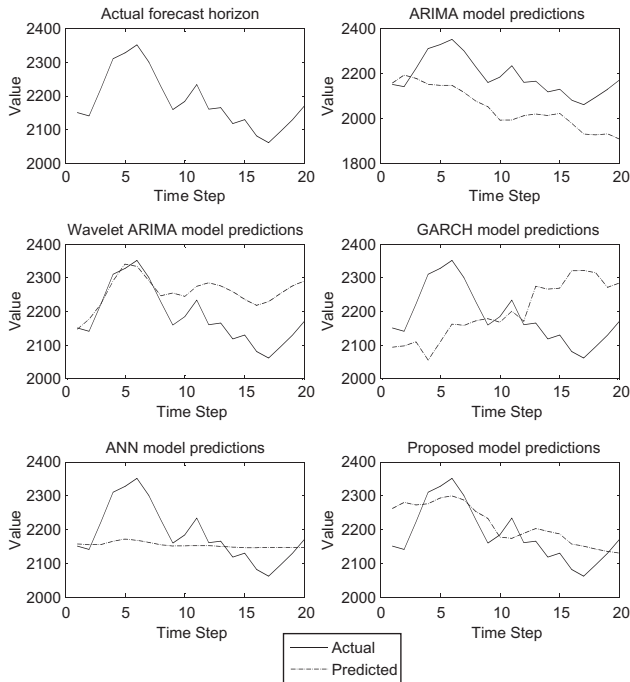 Actual forecast horizon
2400
2300
2200
2100
2000
Value
0 5 10 15 20
Time Step
ARIMA model predictions
2400
2200
2000
1800
Value
0 5 10 15 20
Time Step
Wavelet ARIMA model predictions
2400
2300
2200
2100
2000
Value
0 5 10 15 20
Time Step
GARCH model predictions
2400
2300
2200
2100
2000
Value
0 5 10 15 20
Time Step
ANN model predictions
2400
2300
2200
2100
2000
Value
0 5 10 15 20
Time Step
Proposed model predictions
2400
2300
2200
2100
2000
Value
0 5 10 15 20
Time Step
Actual
Predicted